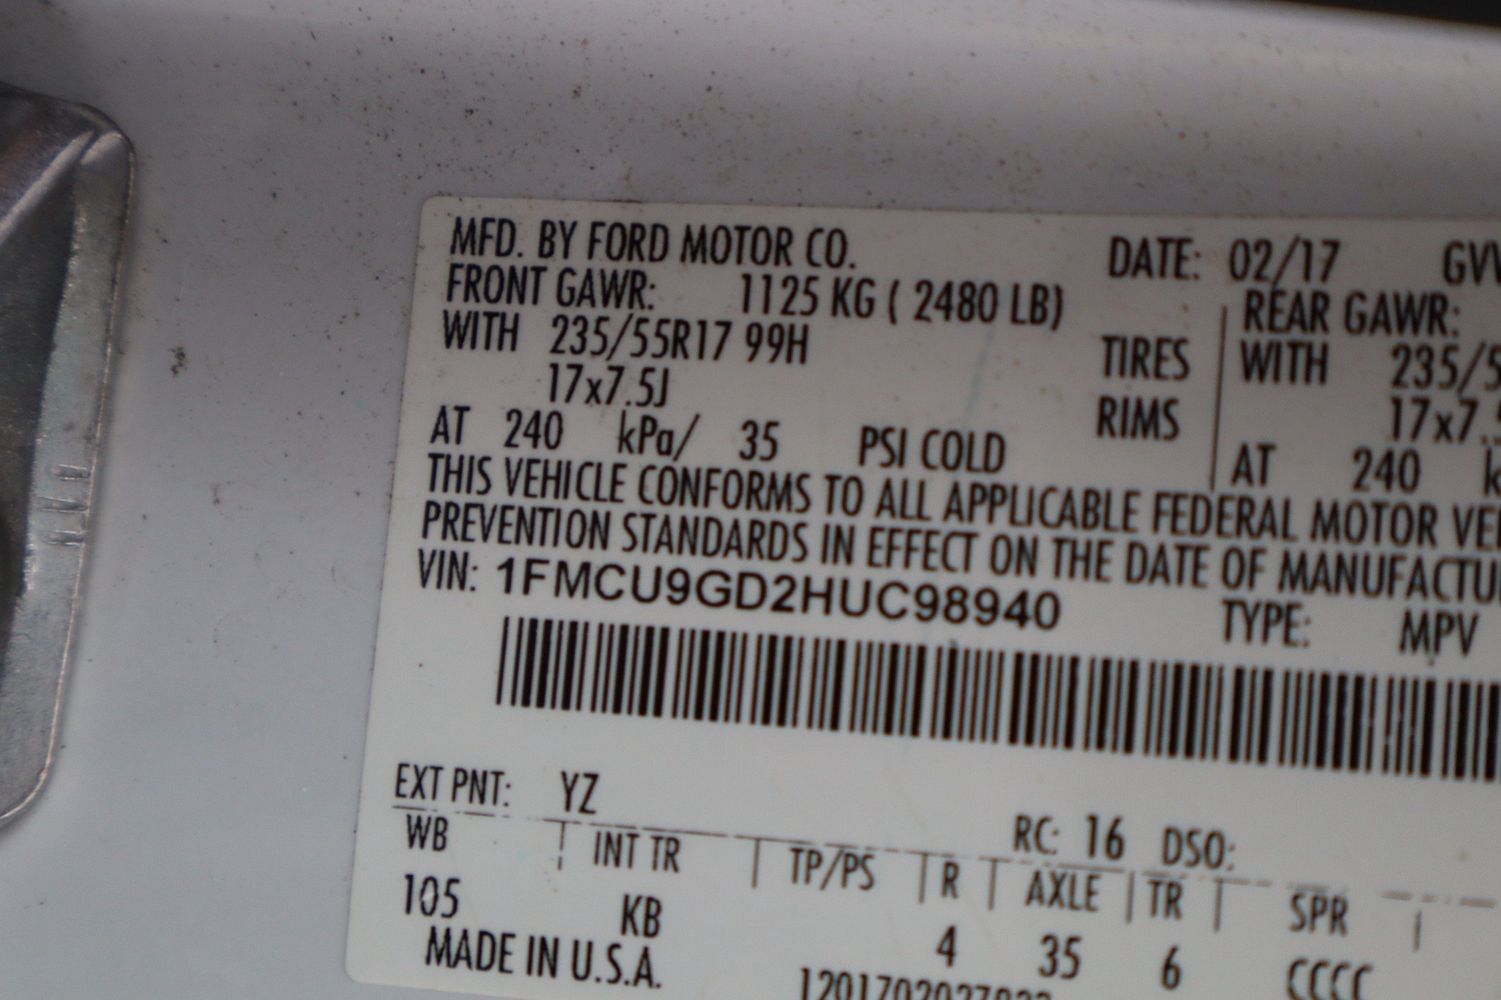 MFD. BY FORD MOTOR CO. DATE: 02/17
FRONT GAWR: 1125 KG ( 2480 LB) REAR GAWR:
WITH 235/55R17 99H TIRES WITH
17x7.5J RIMS
AT 240 kPa/ 35 PSI COLD AT 240
THIS VEHICLE CONFORMS TO ALL APPLICABLE FEDERAL MOTOR
PREVENTION STANDARDS IN EFFECT ON THE DATE OF
VIN: 1FMCU9GD2HUC98940 TYPE: MPV
EXT PNT: YZ RC: 16 DSO:
WB INT TR TP/PS R AXLE TR SPR
105 KB 4 35 6 CCCC
MADE IN U.S.A.